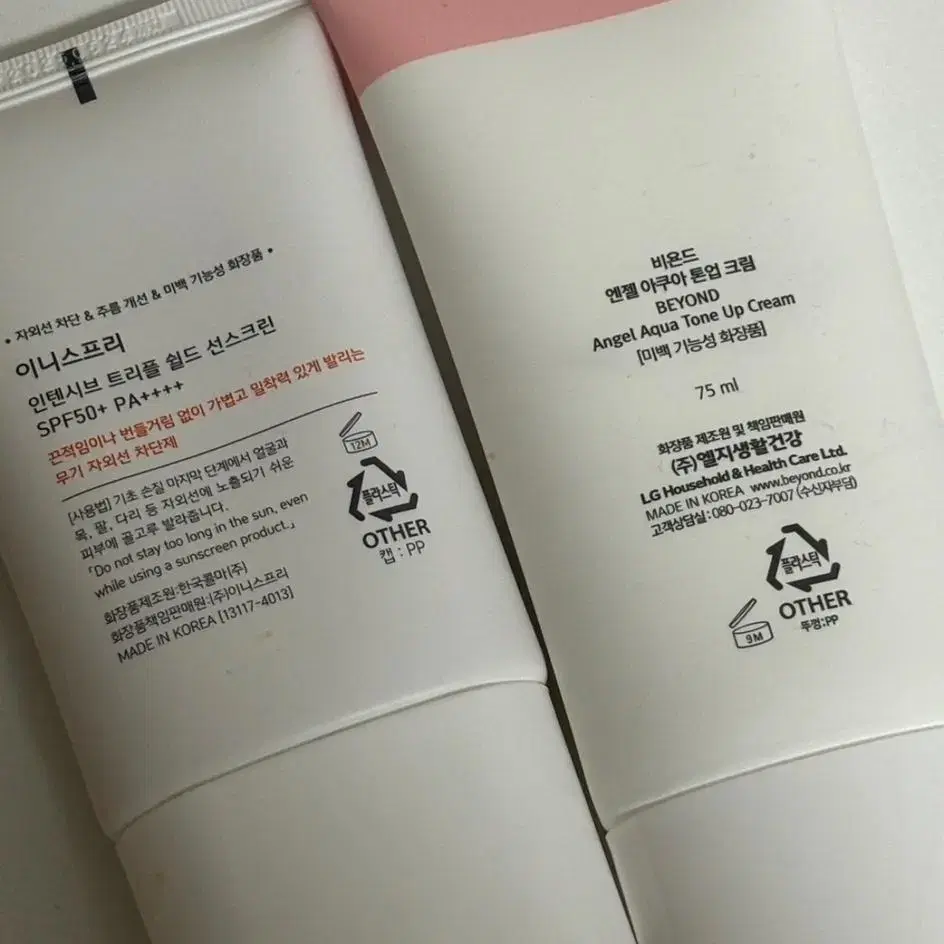 • 자외선 차단 & 주름 개선 & 미백 기능성 화장품 •
이니스프리
인텐시브 트리플 쉴드 선스크린
SPF50+ PA++++
끈적임이나 번들거림 없이 가볍고 밀착력 있게 발리는
무기 자외선 차단제
[사용법] 기초 손질 마지막 단계에서 얼굴과
목, 팔, 다리 등 자외선에 노출되기 쉬운
피부에 골고루 발라줍니다.
「Do not stay too long in the sun, even
while using a sunscreen product.」
화장품제조원:한국콜마(주)
화장품책임판매원:(주)이니스프리
MADE IN KOREA [13117-4013]
12M
플라스틱
OTHER
캡 : PP
비욘드
엔젤 아쿠아 톤업 크림
BEYOND
Angel Aqua Tone Up Cream
[미백 기능성 화장품]
75 ml
화장품 제조원 및 책임판매원
(주)엘지생활건강
LG Household & Health Care Ltd.
MADE IN KOREA www.beyond.co.kr
고객상담실 : 080-023-7007 (수신자부담)
플라스틱
OTHER
뚜껑:PP
9M